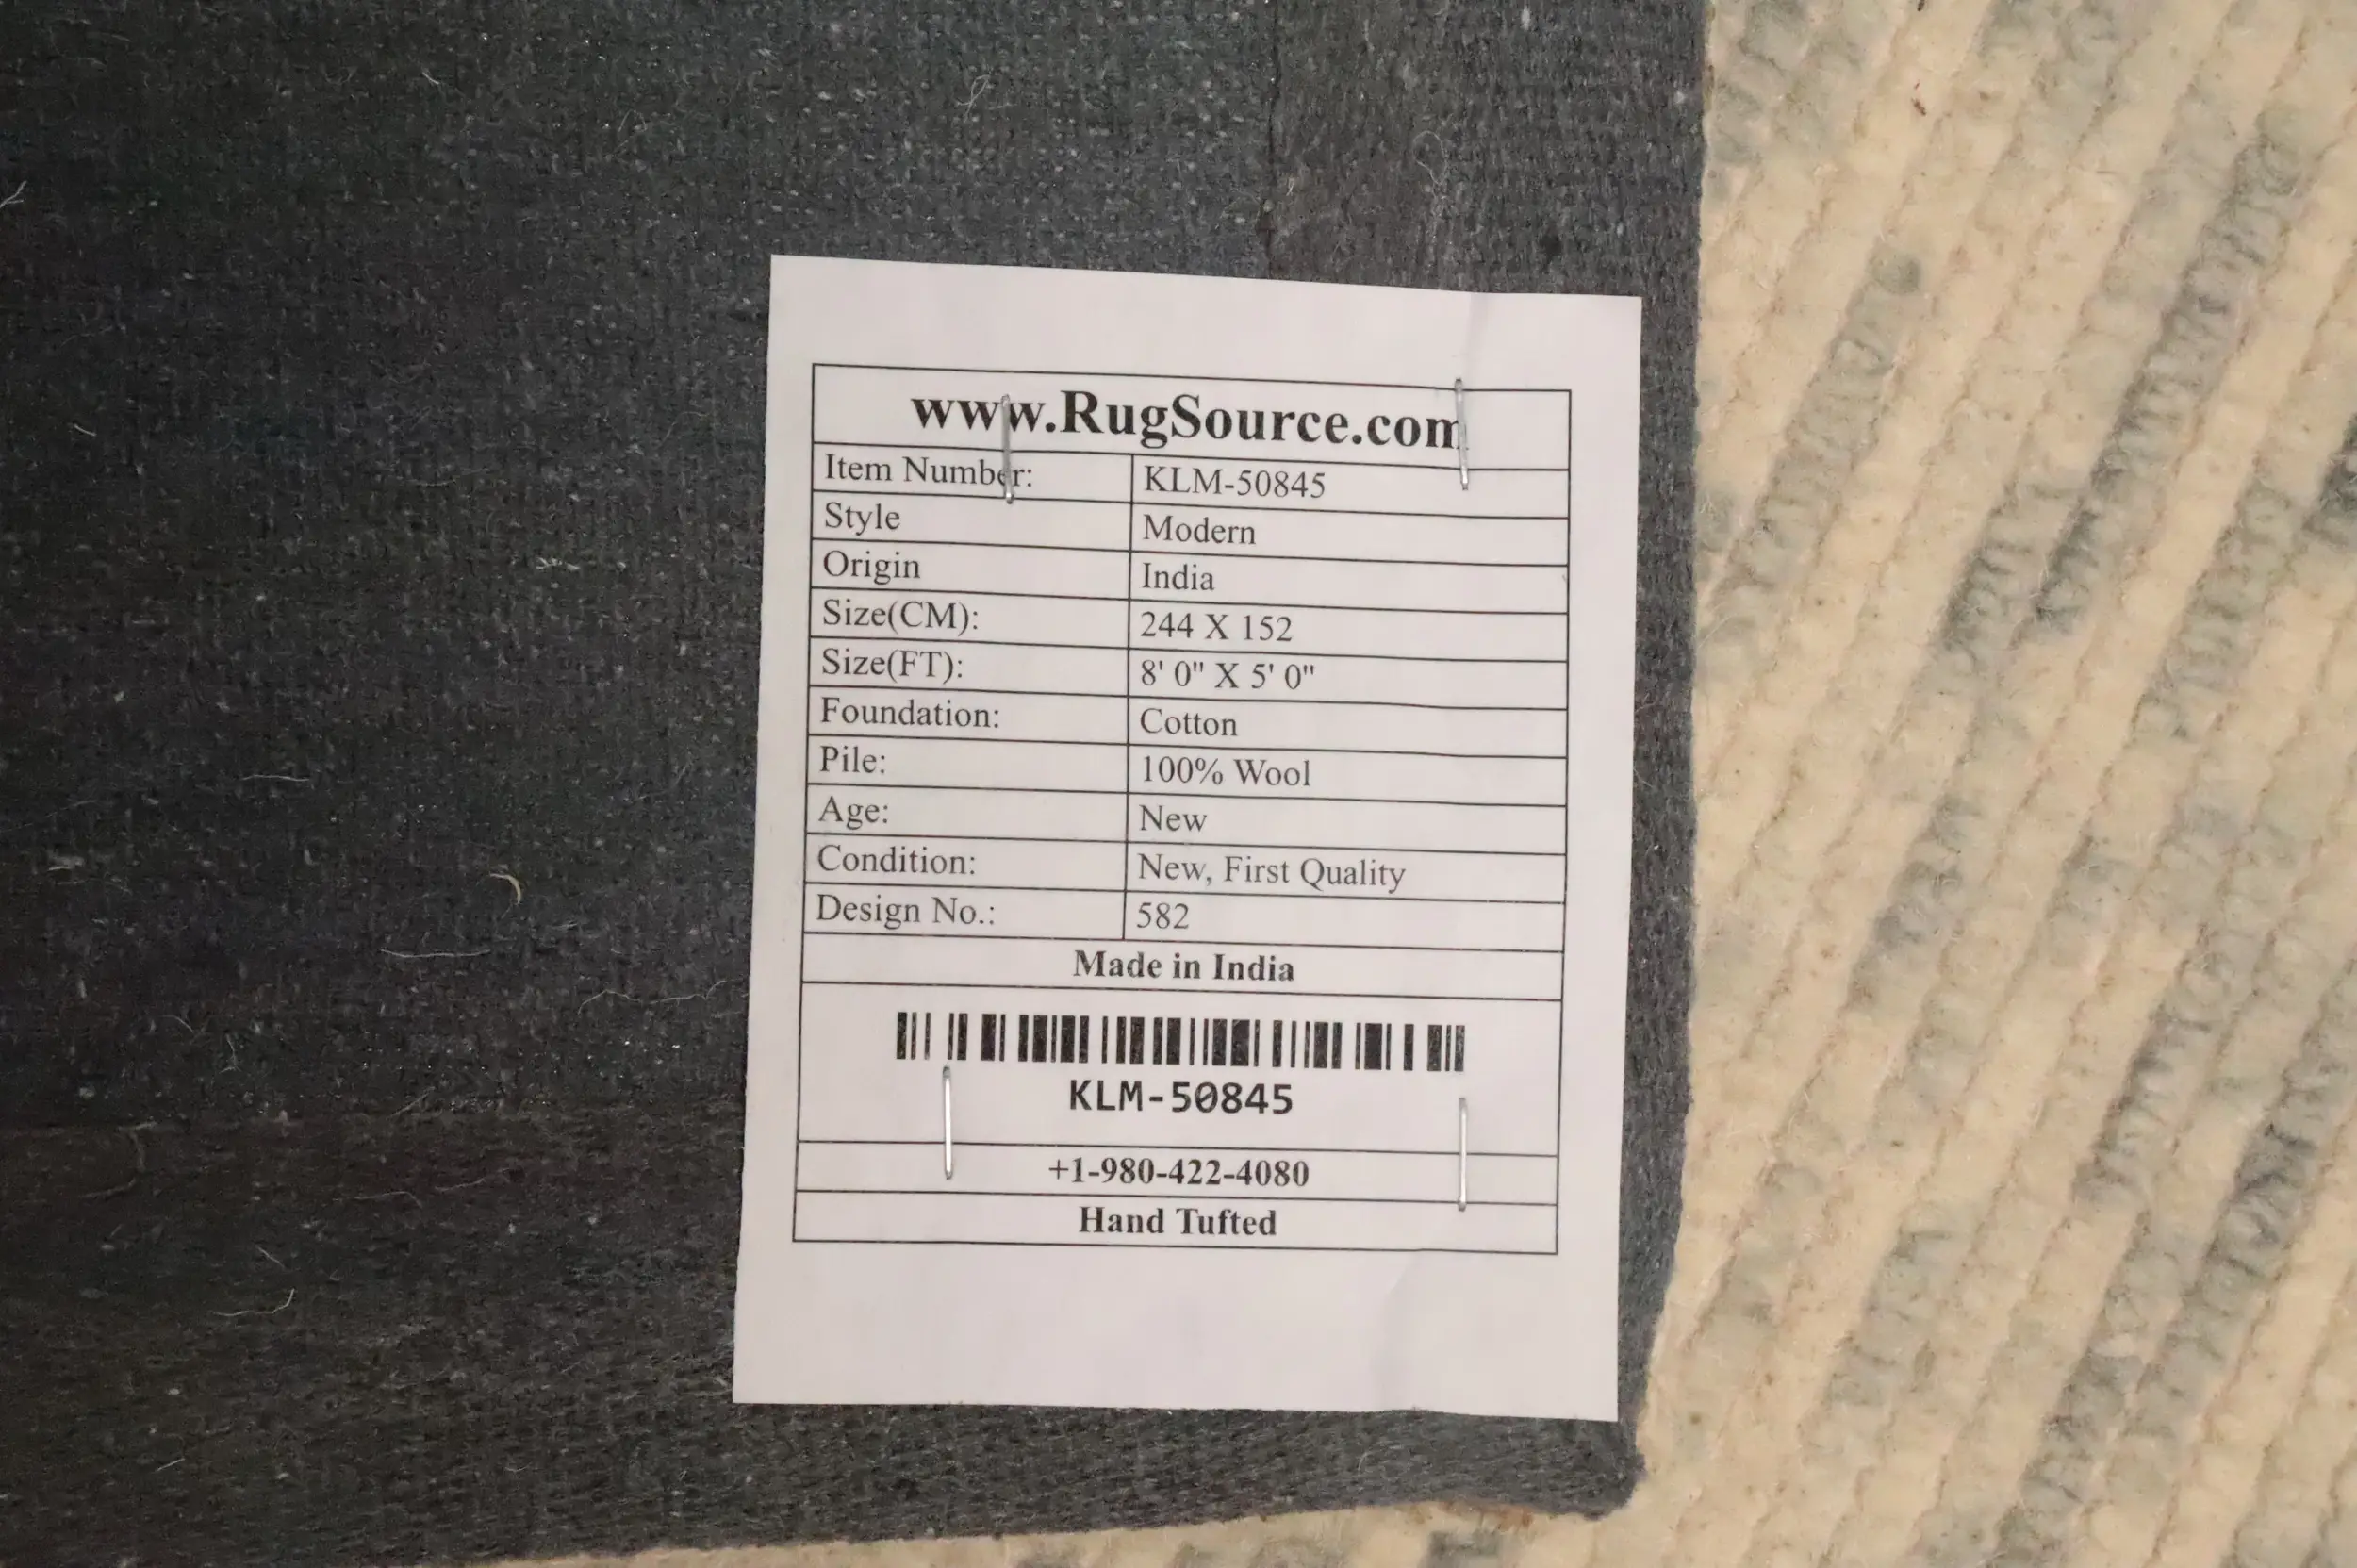 www.RugSource.com
Item Number: KLM-50845
Style Modern
Origin India
Size(CM): 244 X 152
Size(FT): 8' 0" X 5' 0"
Foundation: Cotton
Pile: 100% Wool
Age: New
Condition: New, First Quality
Design No.: 582
Made in India
KLM-50845
+1-980-422-4080
Hand Tufted